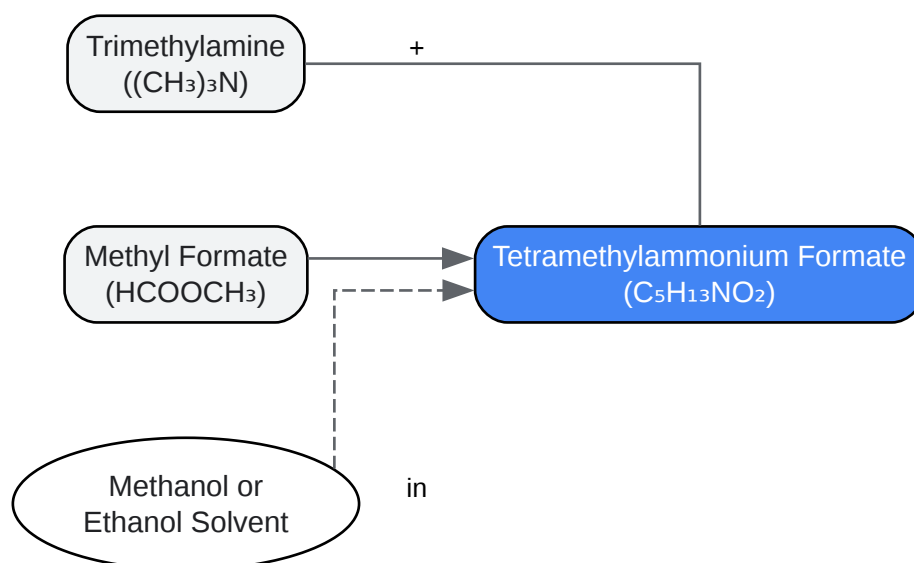 Trimethylamine
((CH₃)₃N)
+
Methyl Formate
(HCOOCH₃)
Tetramethylammonium Formate
(C₅H₁₃NO₂)
Methanol or
Ethanol Solvent
in